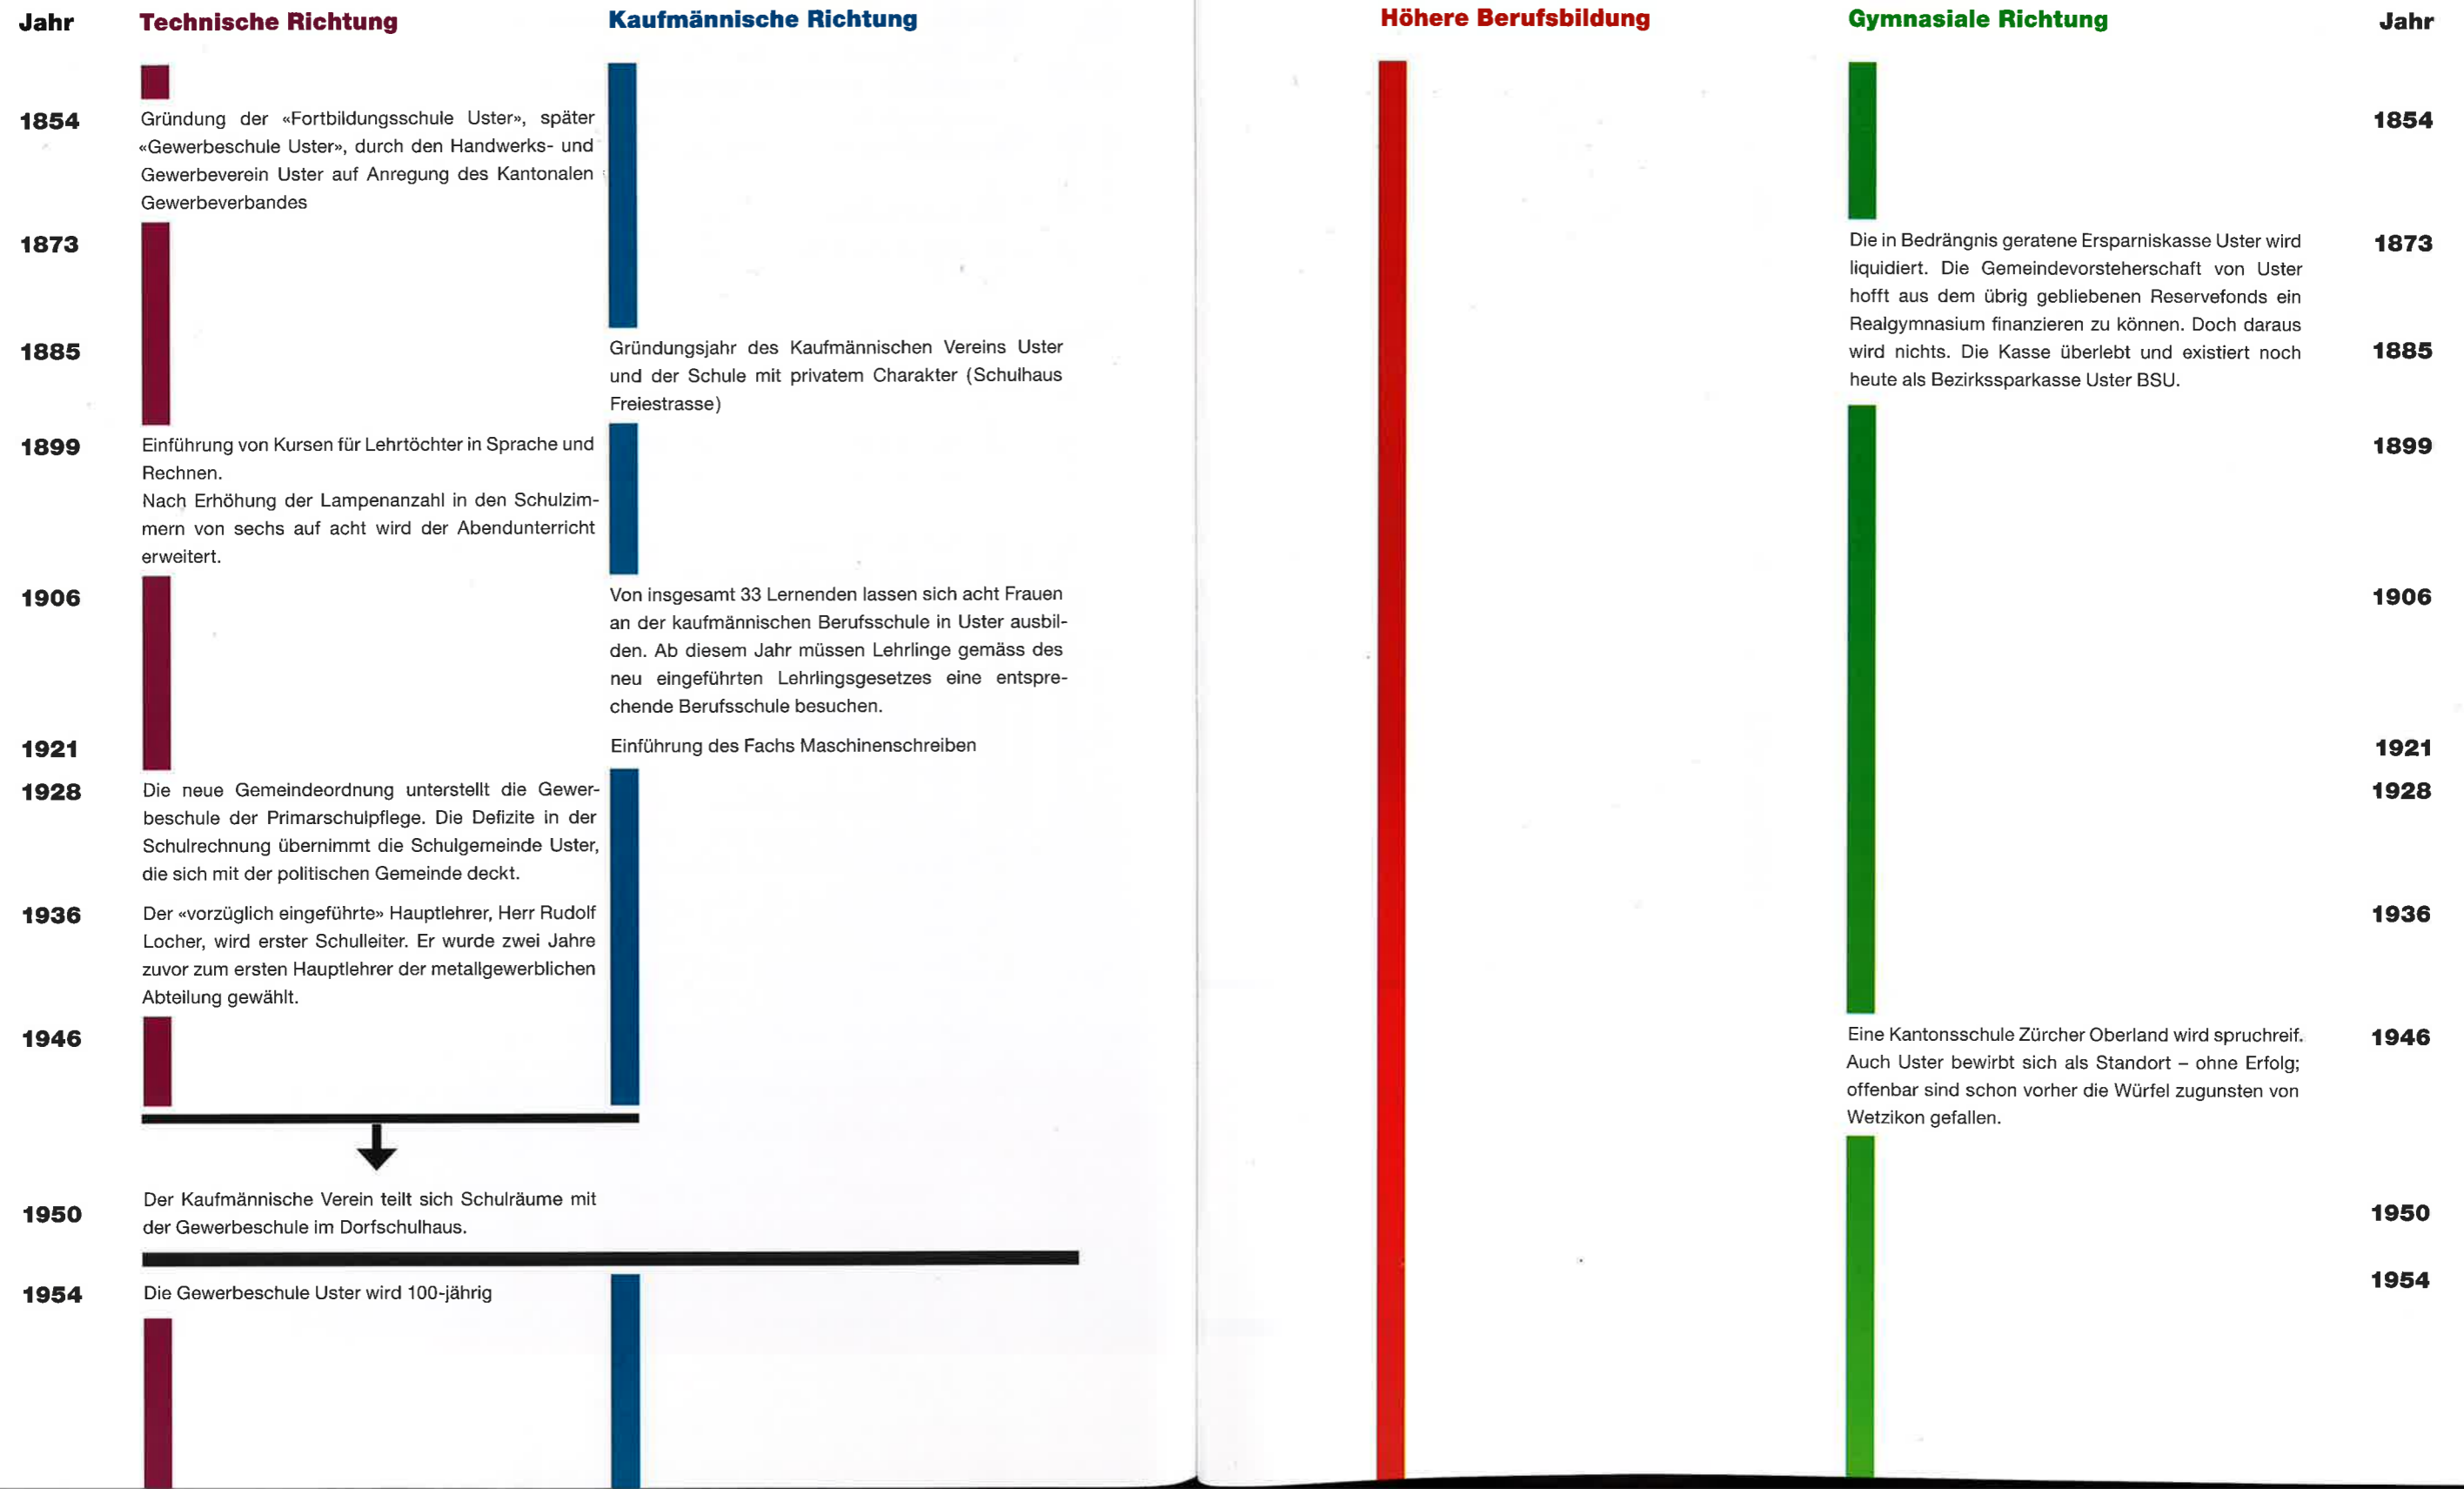 Jahr
Technische Richtung
Kaufmännische Richtung
Höhere Berufsbildung
Gymnasiale Richtung
Jahr
1854
Gründung der «Fortbildungsschule Uster», später
«Gewerbeschule Uster», durch den Handwerks- und
Gewerbeverein Uster auf Anregung des Kantonalen
Gewerbeverbandes
1854
1873
Die in Bedrängnis geratene Ersparniskasse Uster wird
liquidiert. Die Gemeindevorsteherschaft von Uster
hofft aus dem übrig gebliebenen Reservefonds ein
Realgymnasium finanzieren zu können. Doch daraus
wird nichts. Die Kasse überlebt und existiert noch
heute als Bezirkssparkasse Uster BSU.
1873
1885
Gründungsjahr des Kaufmännischen Vereins Uster
und der Schule mit privatem Charakter (Schulhaus
Freiestrasse)
1885
1899
Einführung von Kursen für Lehrtöchter in Sprache und
Rechnen.
Nach Erhöhung der Lampenanzahl in den Schulzim-
mern von sechs auf acht wird der Abendunterricht
erweitert.
1899
1906
Von insgesamt 33 Lernenden lassen sich acht Frauen
an der kaufmännischen Berufsschule in Uster ausbil-
den. Ab diesem Jahr müssen Lehrlinge gemäss des
neu eingeführten Lehrlingsgesetzes eine entspre-
chende Berufsschule besuchen.
1906
1921
Einführung des Fachs Maschinenschreiben
1921
1928
Die neue Gemeindeordnung unterstellt die Gewer-
beschule der Primarschulpflege. Die Defizite in der
Schulrechnung übernimmt die Schulgemeinde Uster,
die sich mit der politischen Gemeinde deckt.
1928
1936
Der «vorzüglich eingeführte» Hauptlehrer, Herr Rudolf
Locher, wird erster Schulleiter. Er wurde zwei Jahre
zuvor zum ersten Hauptlehrer der metallgewerblichen
Abteilung gewählt.
1936
1946
Eine Kantonsschule Zürcher Oberland wird spruchreif.
Auch Uster bewirbt sich als Standort – ohne Erfolg;
offenbar sind schon vorher die Würfel zugunsten von
Wetzikon gefallen.
1946
1950
Der Kaufmännische Verein teilt sich Schulräume mit
der Gewerbeschule im Dorfschulhaus.
1950
1954
Die Gewerbeschule Uster wird 100-jährig
1954